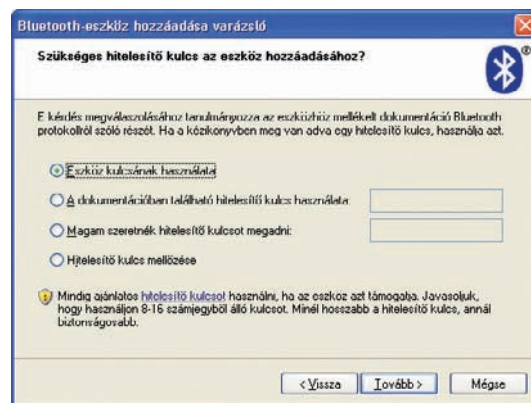 Bluetooth-eszköz hozzáadása varázsló
Szükséges hitelesítő kulcs az eszköz hozzáadásához?
E kérdés megválaszolásához tanulmányozza az eszközhöz mellékelt dokumentáció Bluetooth
protokollról szóló részét. Ha a kézikönyvben meg van adva egy hitelesítő kulcs, használja azt.
Eszköz kulcsának használata
A dokumentációban található hitelesítő kulcs használata:
Magam szeretnék hitelesítő kulcsot megadni:
Hitelesítő kulcs mellőzése
Mindig ajánlatos hitelesítő kulcsot használni, ha az eszköz azt támogatja. Javasoljuk,
hogy használjon 8-16 számjegyből álló kulcsot. Minél hosszabb a hitelesítő kulcs, annál
biztonságosabb.
< Vissza
Tovább >
Mégse